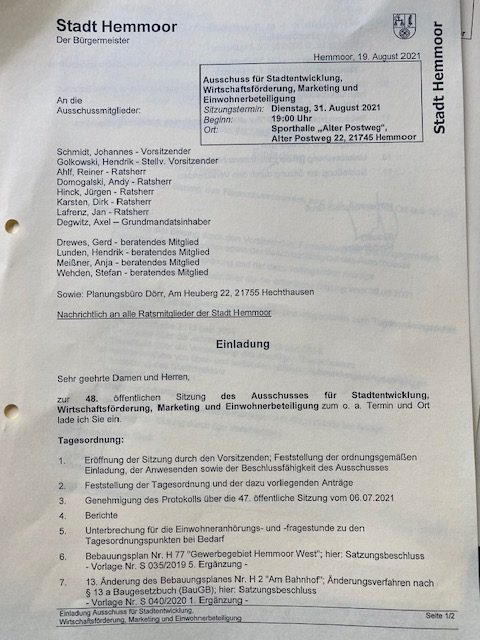 Stadt Hemmoor
Der Bürgermeister
Stadt Hemmoor
Hemmoor, 19. August 2021
An die
Ausschussmitglieder:
Ausschuss für Stadtentwicklung,
Wirtschaftsförderung, Marketing und
Einwohnerbeteiligung
Sitzungstermin: Dienstag, 31. August 2021
Beginn: 19:00 Uhr
Ort: Sporthalle „Alter Postweg",
Alter Postweg 22, 21745 Hemmoor
Schmidt, Johannes - Vorsitzender
Golkowski, Hendrik - Stellv. Vorsitzender
Ahlf, Reiner - Ratsherr
Domogalski, Andy - Ratsherr
Hinck, Jürgen - Ratsherr
Karsten, Dirk - Ratsherr
Lafrenz, Jan - Ratsherr
Degwitz, Axel – Grundmandatsinhaber
Drewes, Gerd - beratendes Mitglied
Lunden, Hendrik - beratendes Mitglied
Meißner, Anja - beratendes Mitglied
Wehden, Stefan - beratendes Mitglied
Sowie: Planungsbüro Dörr, Am Heuberg 22, 21755 Hechthausen
Nachrichtlich an alle Ratsmitglieder der Stadt Hemmoor
Einladung
Sehr geehrte Damen und Herren,
zur 48. öffentlichen Sitzung des Ausschusses für Stadtentwicklung,
Wirtschaftsförderung, Marketing und Einwohnerbeteiligung zum o. a. Termin und Ort
lade ich Sie ein.
Tagesordnung:
1. Eröffnung der Sitzung durch den Vorsitzenden; Feststellung der ordnungsgemäßen
Einladung, der Anwesenden sowie der Beschlussfähigkeit des Ausschusses
2. Feststellung der Tagesordnung und der dazu vorliegenden Anträge
3. Genehmigung des Protokolls über die 47. öffentliche Sitzung vom 06.07.2021
4. Berichte
5. Unterbrechung für die Einwohneranhörungs- und -fragestunde zu den
Tagesordnungspunkten bei Bedarf
6. Bebauungsplan Nr. H 77 "Gewerbegebiet Hemmoor West"; hier: Satzungsbeschluss
- Vorlage Nr. S 035/2019 5. Ergänzung -
7. 13. Änderung des Bebauungsplanes Nr. H 2 "Am Bahnhof"; Änderungsverfahren nach
§ 13 a Baugesetzbuch (BauGB); hier: Satzungsbeschluss
- Vorlage Nr. S 040/2020 1. Ergänzung -
Einladung Ausschuss für Stadtentwicklung,
Wirtschaftsförderung, Marketing und Einwohnerbeteiligung
Seite 1/2